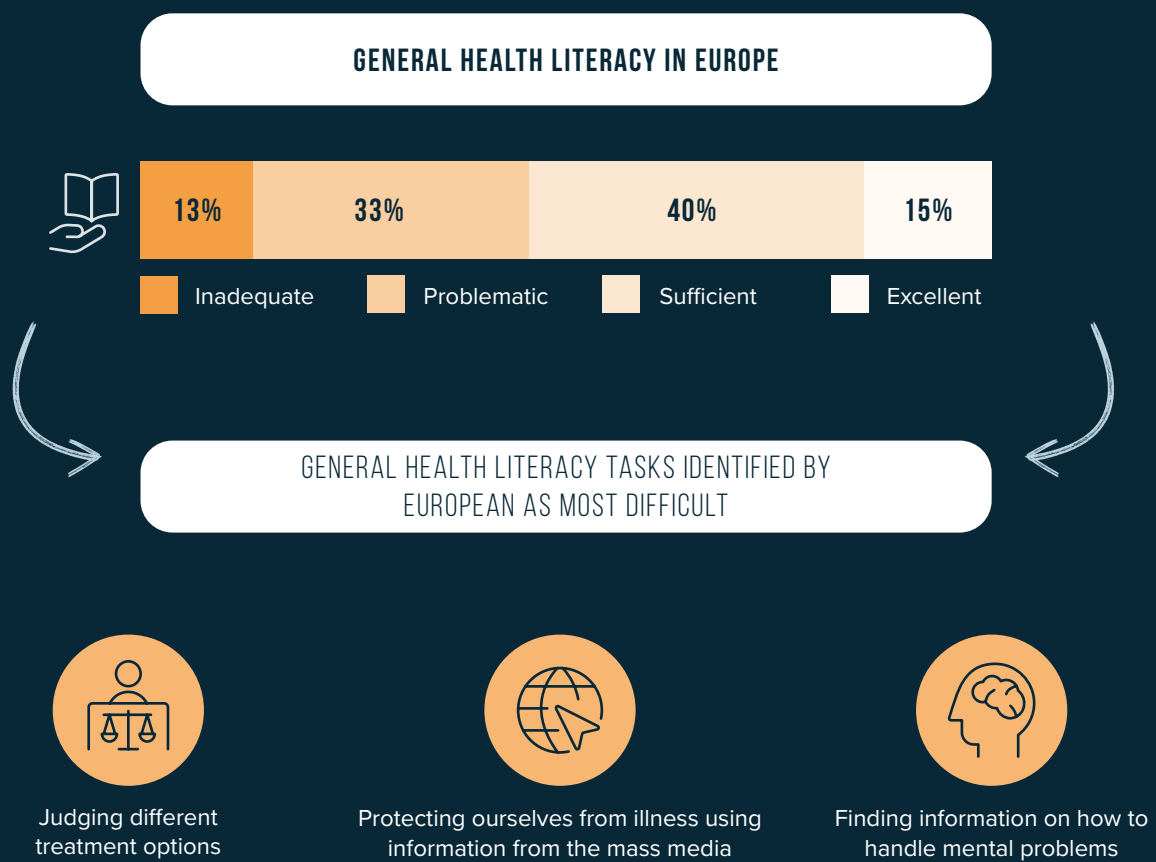 GENERAL HEALTH LITERACY IN EUROPE
13% 33% 40% 15%
Inadequate Problematic Sufficient Excellent
GENERAL HEALTH LITERACY TASKS IDENTIFIED BY
EUROPEAN AS MOST DIFFICULT
Judging different
treatment options
Protecting ourselves from illness using
information from the mass media
Finding information on how to
handle mental problems